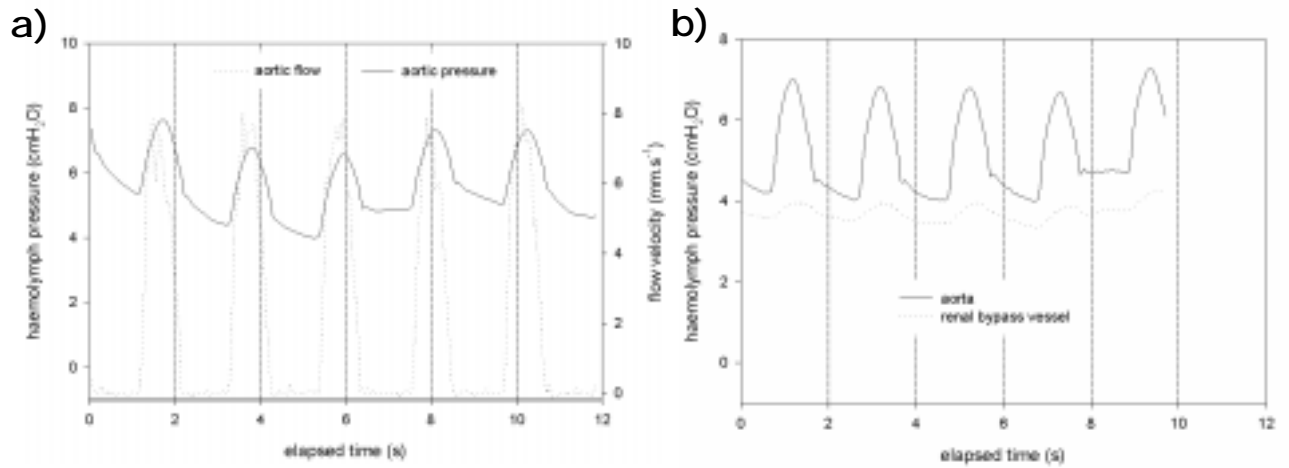 a)
10
8
6
4
2
0
haemolymph pressure (cmH₂O)
aortic flow
aortic pressure
10
8
6
4
2
0
flow velocity (mm.s⁻¹)
0 2 4 6 8 10 12
elapsed time (s)
b)
8
6
4
2
0
haemolymph pressure (cmH₂O)
aorta
renal bypass vessel
0 2 4 6 8 10 12
elapsed time (s)